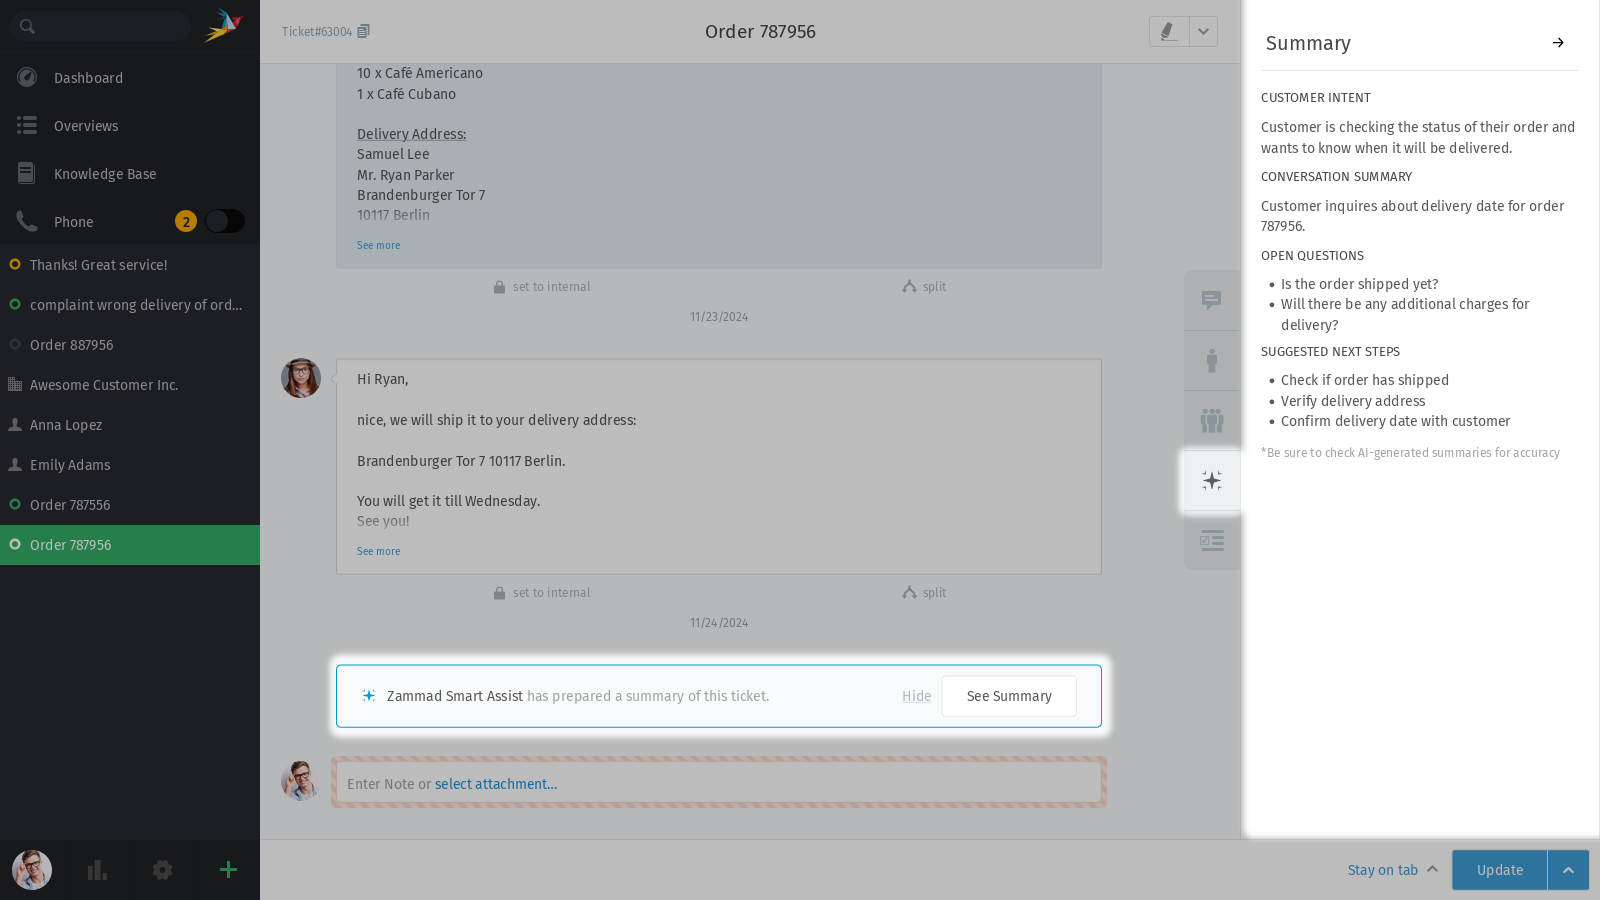 Dashboard
Overviews
Knowledge Base
Phone
2
Thanks! Great service!
complaint wrong delivery of ord...
Order 887956
Awesome Customer Inc.
Anna Lopez
Emily Adams
Order 787556
Order 787956
Ticket#63004
Order 787956
10 x Café Americano
1 x Café Cubano
Delivery Address:
Samuel Lee
Mr. Ryan Parker
Brandenburger Tor 7
10117 Berlin
See more
set to internal
split
11/23/2024
Hi Ryan,
nice, we will ship it to your delivery address:
Brandenburger Tor 7 10117 Berlin.
You will get it till Wednesday.
See you!
See more
set to internal
split
11/24/2024
Zammad Smart Assist has prepared a summary of this ticket.
Hide
See Summary
Enter Note or select attachment...
Summary
CUSTOMER INTENT
Customer is checking the status of their order and
wants to know when it will be delivered.
CONVERSATION SUMMARY
Customer inquires about delivery date for order
787956.
OPEN QUESTIONS
• Is the order shipped yet?
• Will there be any additional charges for
delivery?
SUGGESTED NEXT STEPS
• Check if order has shipped
• Verify delivery address
• Confirm delivery date with customer
*Be sure to check AI-generated summaries for accuracy
Stay on tab
Update